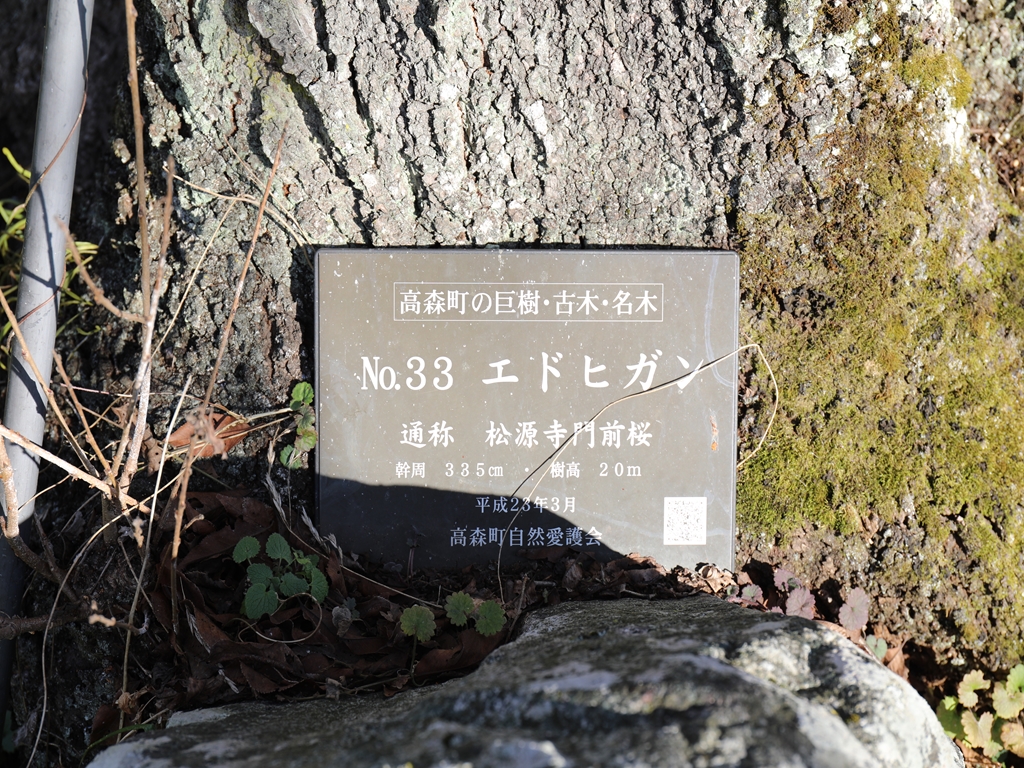 高森町の巨樹・古木・名木
№33 エドヒガン
通称 松源寺門前桜
幹周 335㎝ ・ 樹高 20m
平成23年3月
高森町自然愛護会